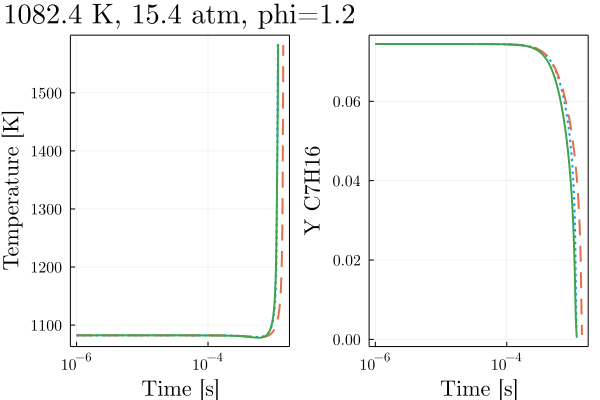 1082.4 K, 15.4 atm, phi=1.2
Temperature [K]
1500
1400
1300
1200
1100
10⁻⁶
10⁻⁴
Time [s]
Y C7H16
0.06
0.04
0.02
0.00
10⁻⁶
10⁻⁴
Time [s]